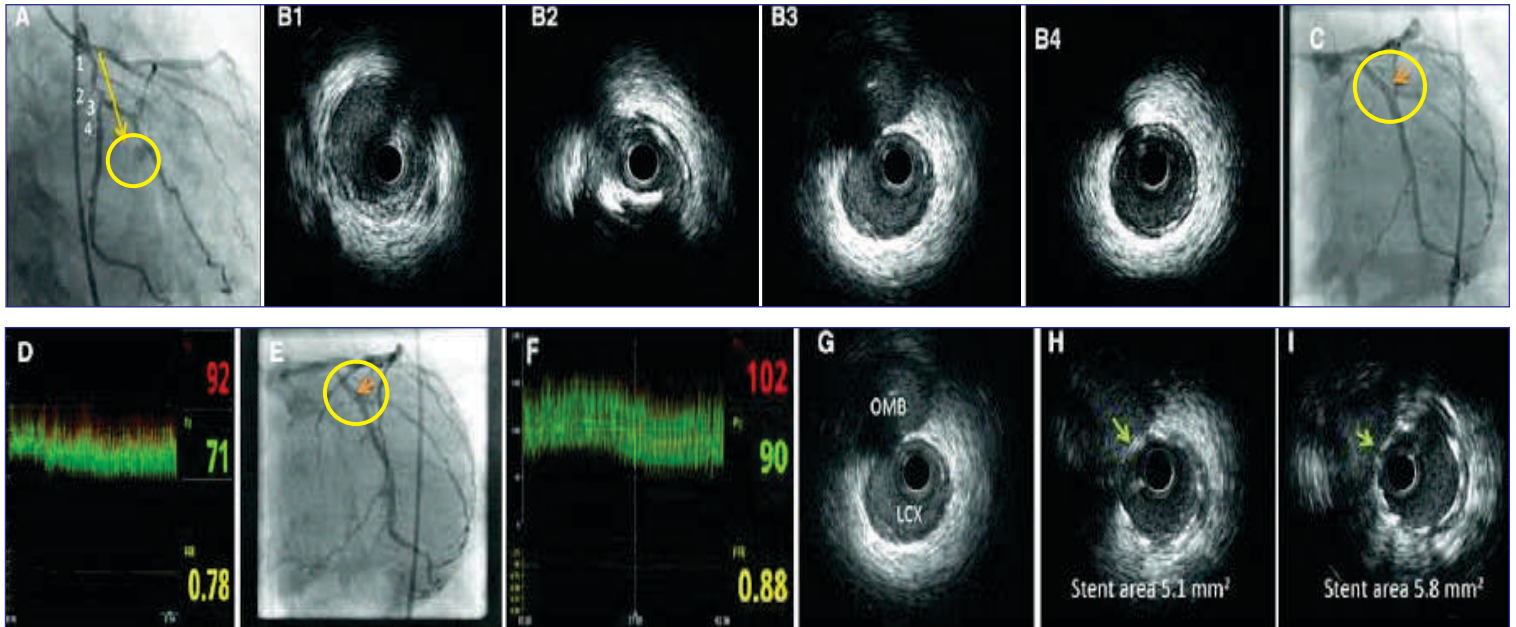 A
1
2
3
4
B1
B2
B3
B4
C
D
92
71
0.78
E
F
102
90
0.88
G
OMB
LCX
H
Stent area 5.1 mm²
I
Stent area 5.8 mm²